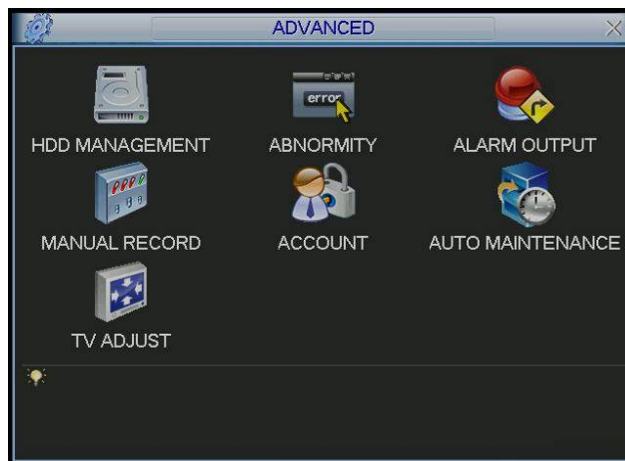 ADVANCED
HDD MANAGEMENT
ABNORMITY
ALARM OUTPUT
error
MANUAL RECORD
ACCOUNT
AUTO MAINTENANCE
TV ADJUST